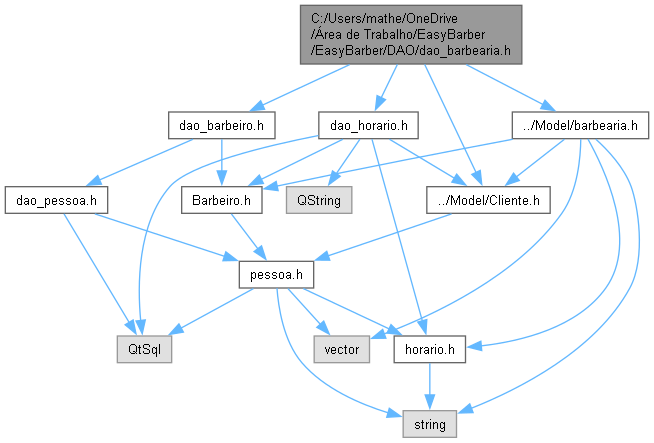 C:/Users/mathe/OneDrive
/Área de Trabalho/EasyBarber
/EasyBarber/DAO/dao_barbearia.h
dao_barbeiro.h
dao_horario.h
../Model/barbearia.h
dao_pessoa.h
Barbeiro.h
QString
../Model/Cliente.h
pessoa.h
QtSql
vector
horario.h
string